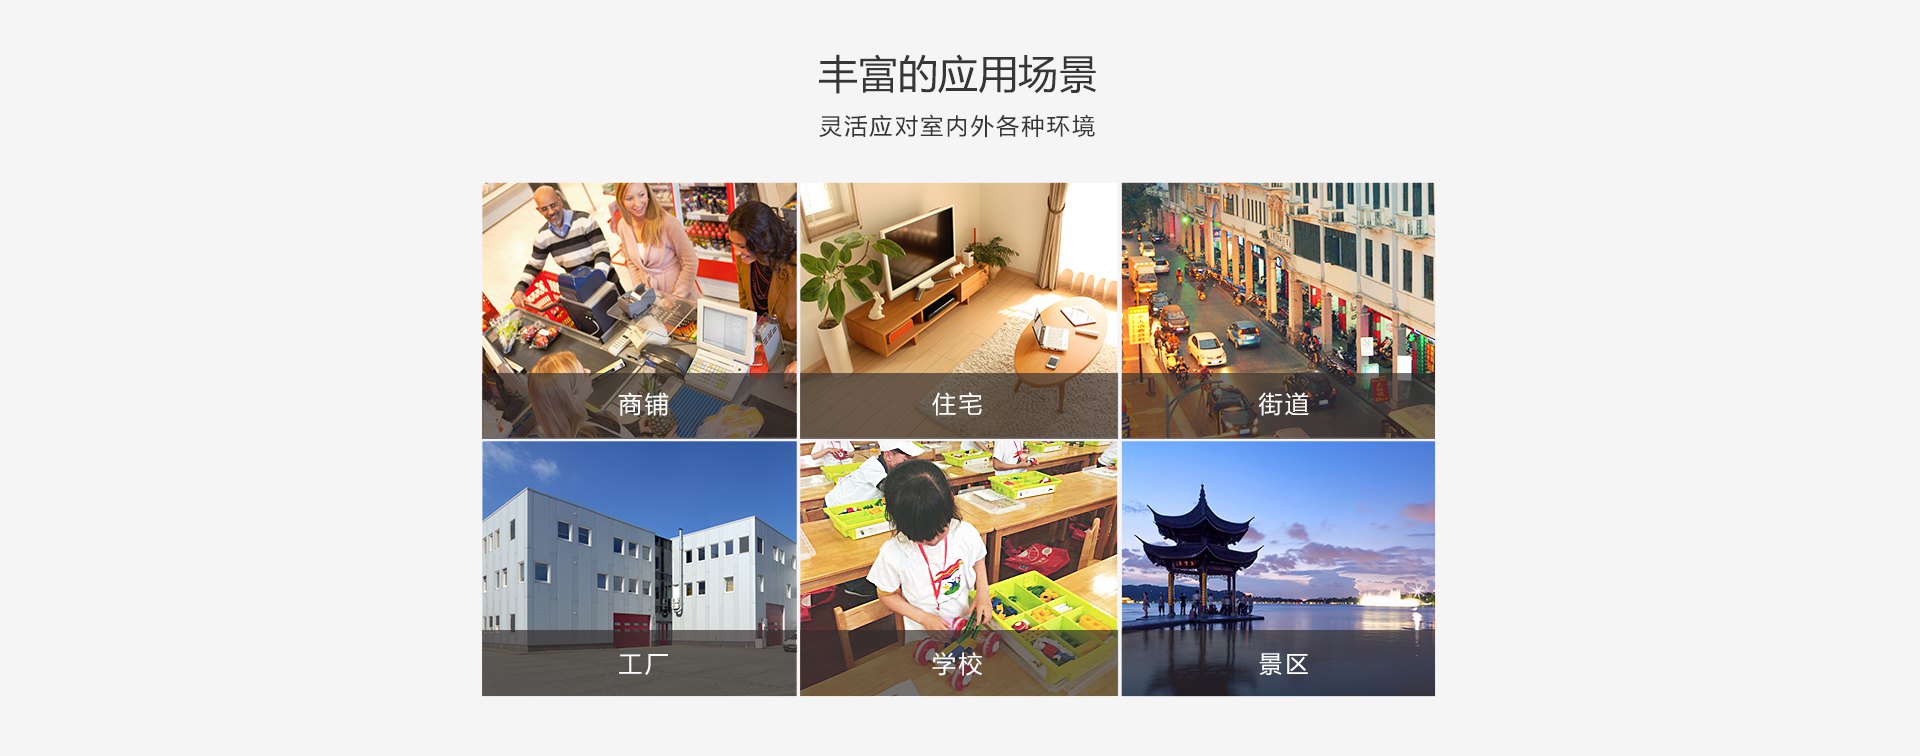 丰富的应用场景
灵活应对室内外各种环境
商铺
住宅
街道
工厂
学校
景区